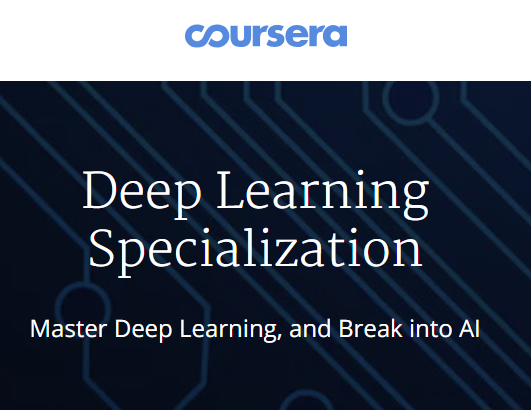 coursera
Deep Learning
Specialization
Master Deep Learning, and Break into AI